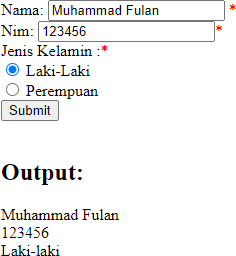 Nama: Muhammad Fulan *
Nim: 123456 *
Jenis Kelamin :*
Laki-Laki
Perempuan
Submit
Output:
Muhammad Fulan
123456
Laki-laki